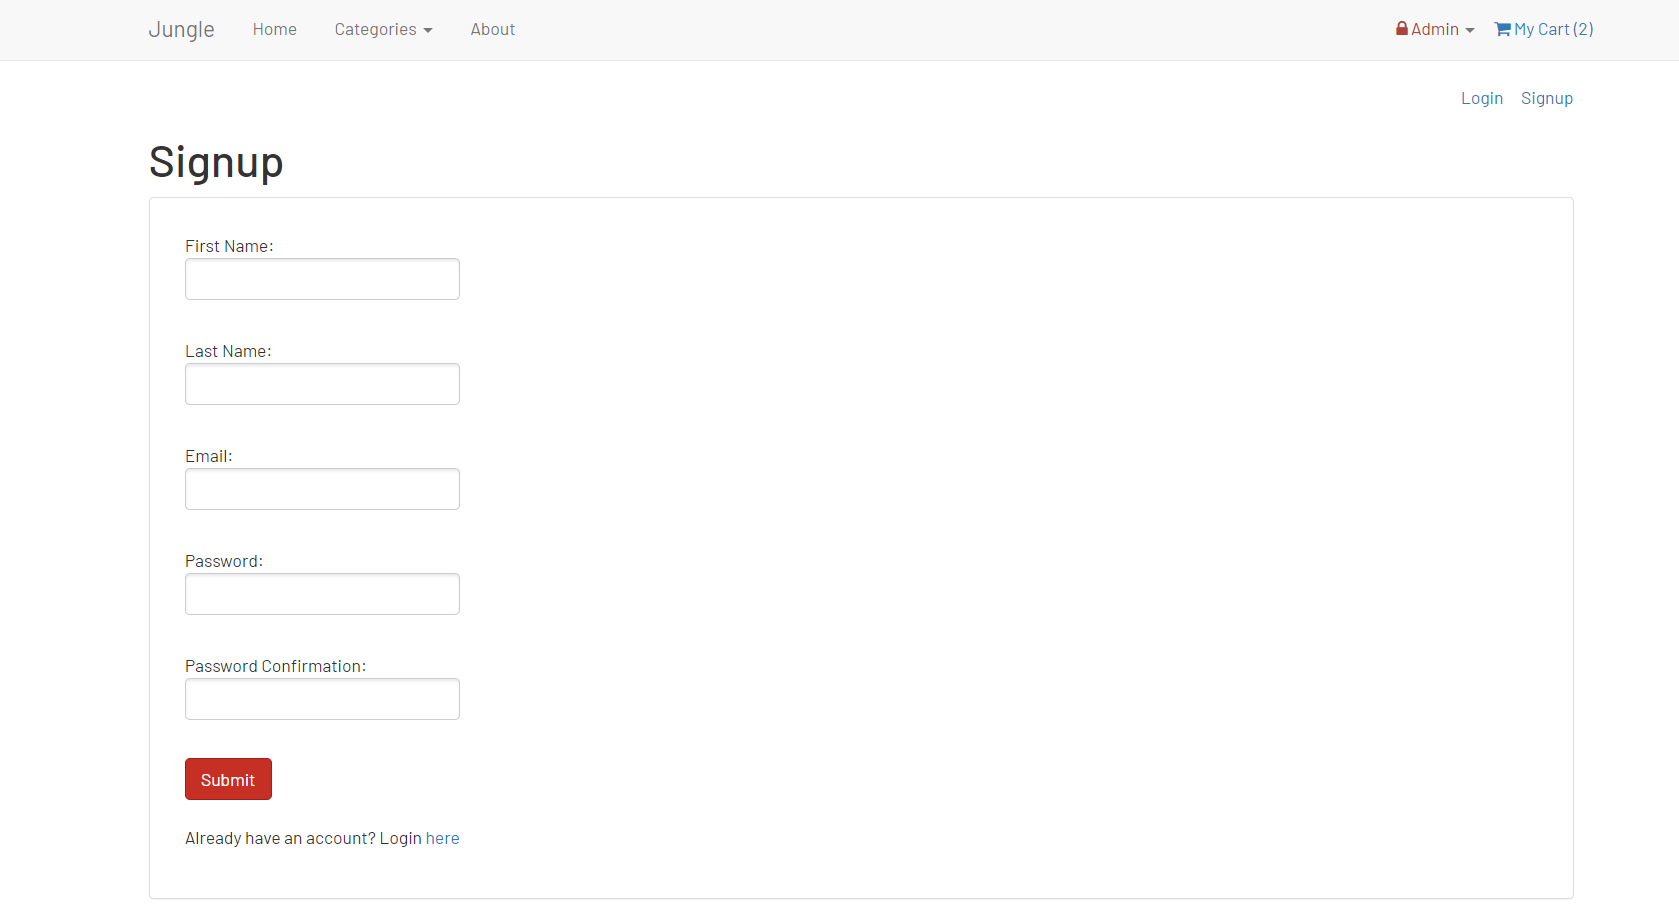 Jungle Home Categories About Admin My Cart (2)
Login Signup
Signup
First Name:
Last Name:
Email:
Password:
Password Confirmation:
Submit
Already have an account? Login here